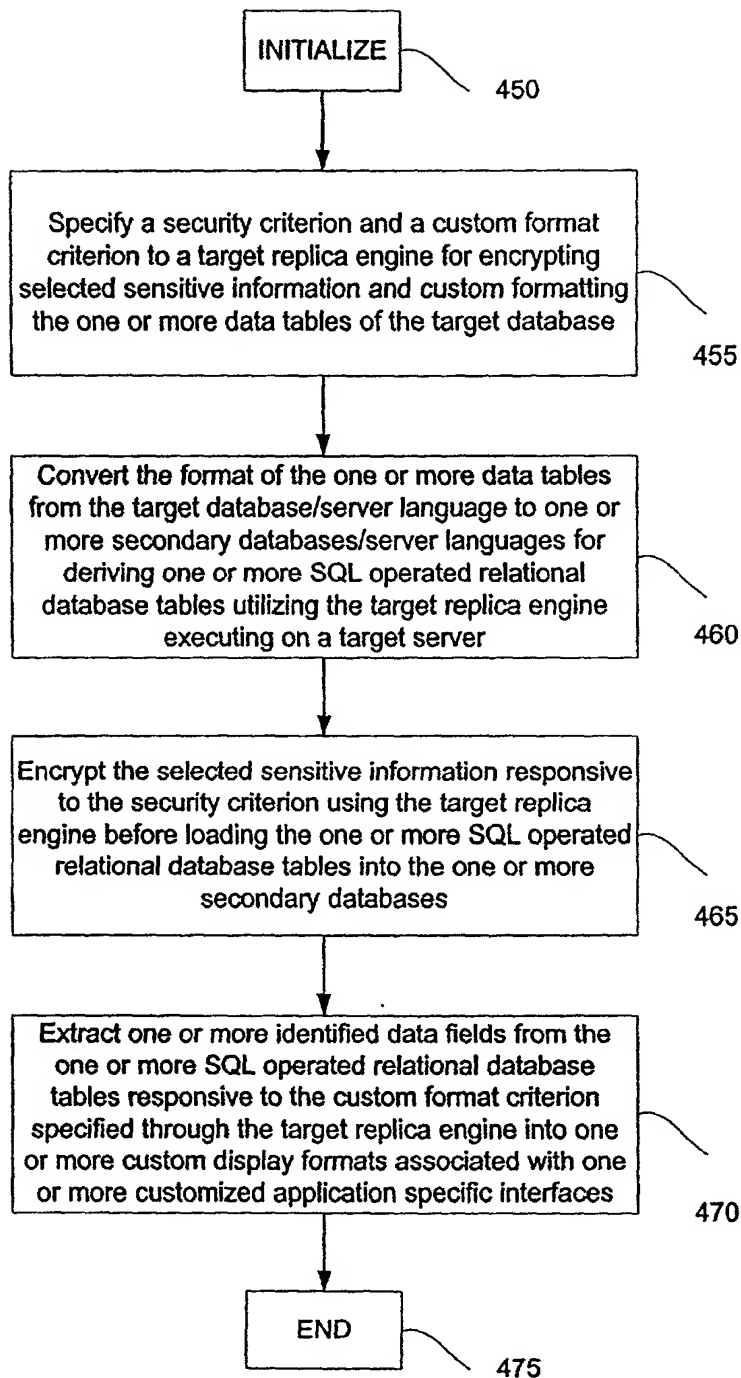 INITIALIZE
450
Specify a security criterion and a custom format
criterion to a target replica engine for encrypting
selected sensitive information and custom formatting
the one or more data tables of the target database
455
Convert the format of the one or more data tables
from the target database/server language to one or
more secondary databases/server languages for
deriving one or more SQL operated relational
database tables utilizing the target replica engine
executing on a target server
460
Encrypt the selected sensitive information responsive
to the security criterion using the target replica
engine before loading the one or more SQL operated
relational database tables into the one or more
secondary databases
465
Extract one or more identified data fields from the
one or more SQL operated relational database
tables responsive to the custom format criterion
specified through the target replica engine into one
or more custom display formats associated with one
or more customized application specific interfaces
470
END
475